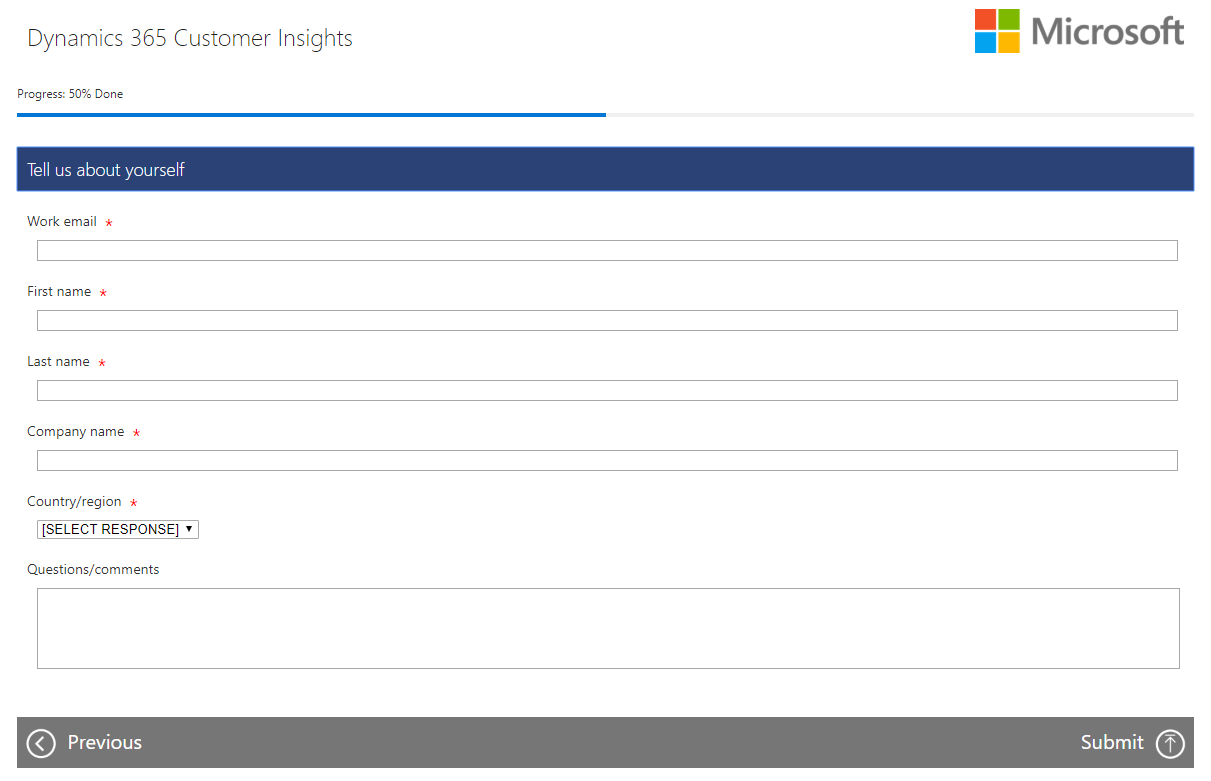 Dynamics 365 Customer Insights
Microsoft
Progress: 50% Done
Tell us about yourself
Work email *
First name *
Last name *
Company name *
Country/region *
[SELECT RESPONSE]
Questions/comments
Previous
Submit